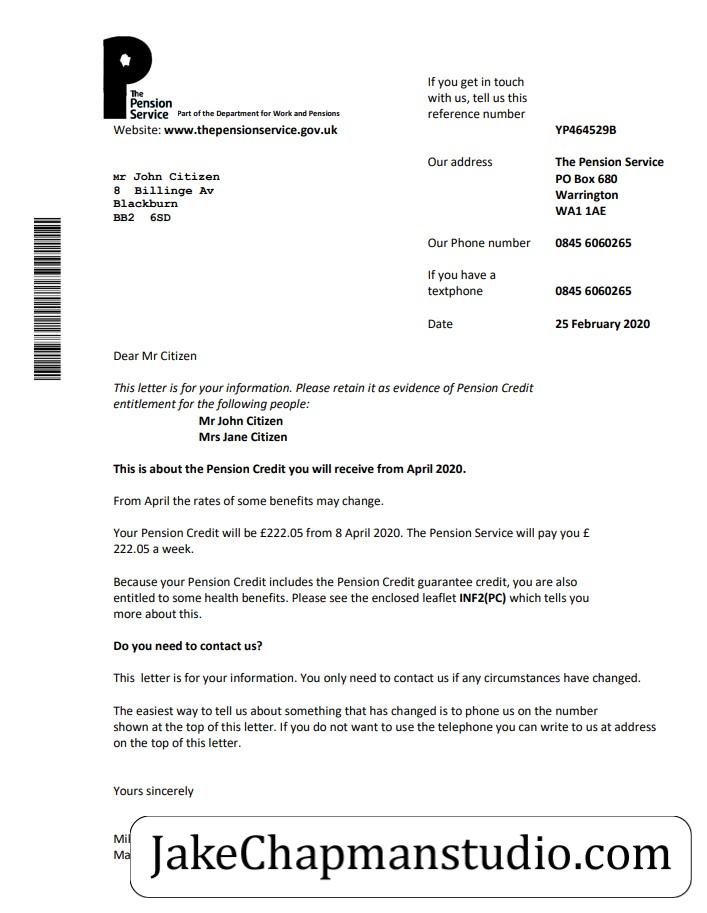 The
Pension
Service Part of the Department for Work and Pensions
Website: www.thepensionservice.gov.uk
Mr John Citizen
8 Billinge Av
Blackburn
BB2 6SD
If you get in touch
with us, tell us this
reference number
YP464529B
Our address The Pension Service
PO Box 680
Warrington
WA1 1AE
Our Phone number 0845 6060265
If you have a
textphone 0845 6060265
Date 25 February 2020
Dear Mr Citizen
This letter is for your information. Please retain it as evidence of Pension Credit
entitlement for the following people:
Mr John Citizen
Mrs Jane Citizen
This is about the Pension Credit you will receive from April 2020.
From April the rates of some benefits may change.
Your Pension Credit will be £222.05 from 8 April 2020. The Pension Service will pay you £
222.05 a week.
Because your Pension Credit includes the Pension Credit guarantee credit, you are also
entitled to some health benefits. Please see the enclosed leaflet INF2(PC) which tells you
more about this.
Do you need to contact us?
This letter is for your information. You only need to contact us if any circumstances have changed.
The easiest way to tell us about something that has changed is to phone us on the number
shown at the top of this letter. If you do not want to use the telephone you can write to us at address
on the top of this letter.
Yours sincerely
JakeChapmanstudio.com